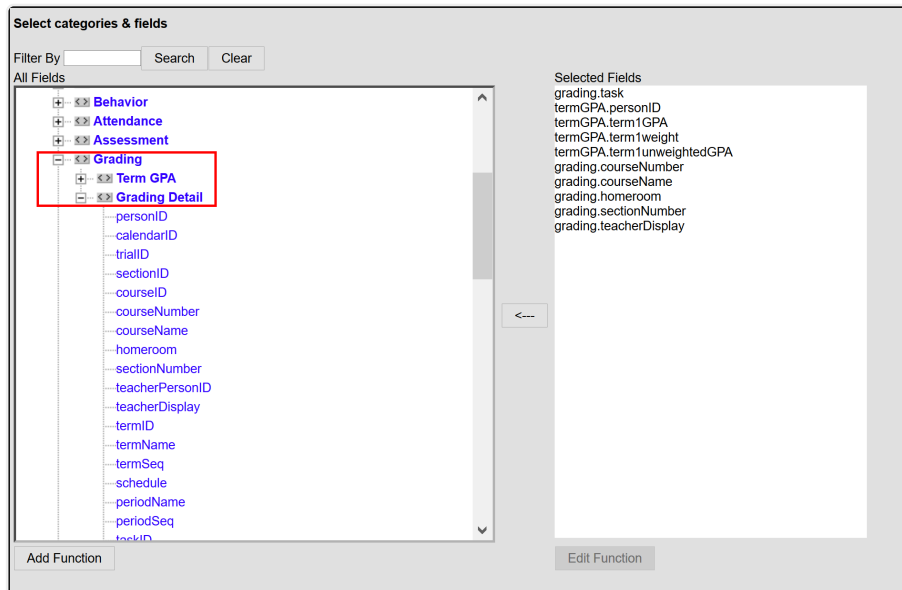 Select categories & fields
Filter By
Search
Clear
All Fields
Behavior
Attendance
Assessment
Grading
Term GPA
Grading Detail
personID
calendarID
trialID
sectionID
courseID
courseNumber
courseName
homeroom
sectionNumber
teacherPersonID
teacherDisplay
termID
termName
termSeq
schedule
periodName
periodSeq
taskID
Add Function
<---
Selected Fields
grading.task
termGPA.personID
termGPA.term1GPA
termGPA.term1weight
termGPA.term1unweightedGPA
grading.courseNumber
grading.courseName
grading.homeroom
grading.sectionNumber
grading.teacherDisplay
Edit Function